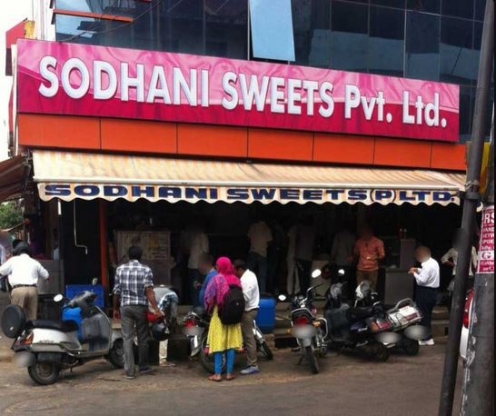 SODHANI SWEETS Pvt. Ltd.
SODHANI SWEETS (P) LTD.